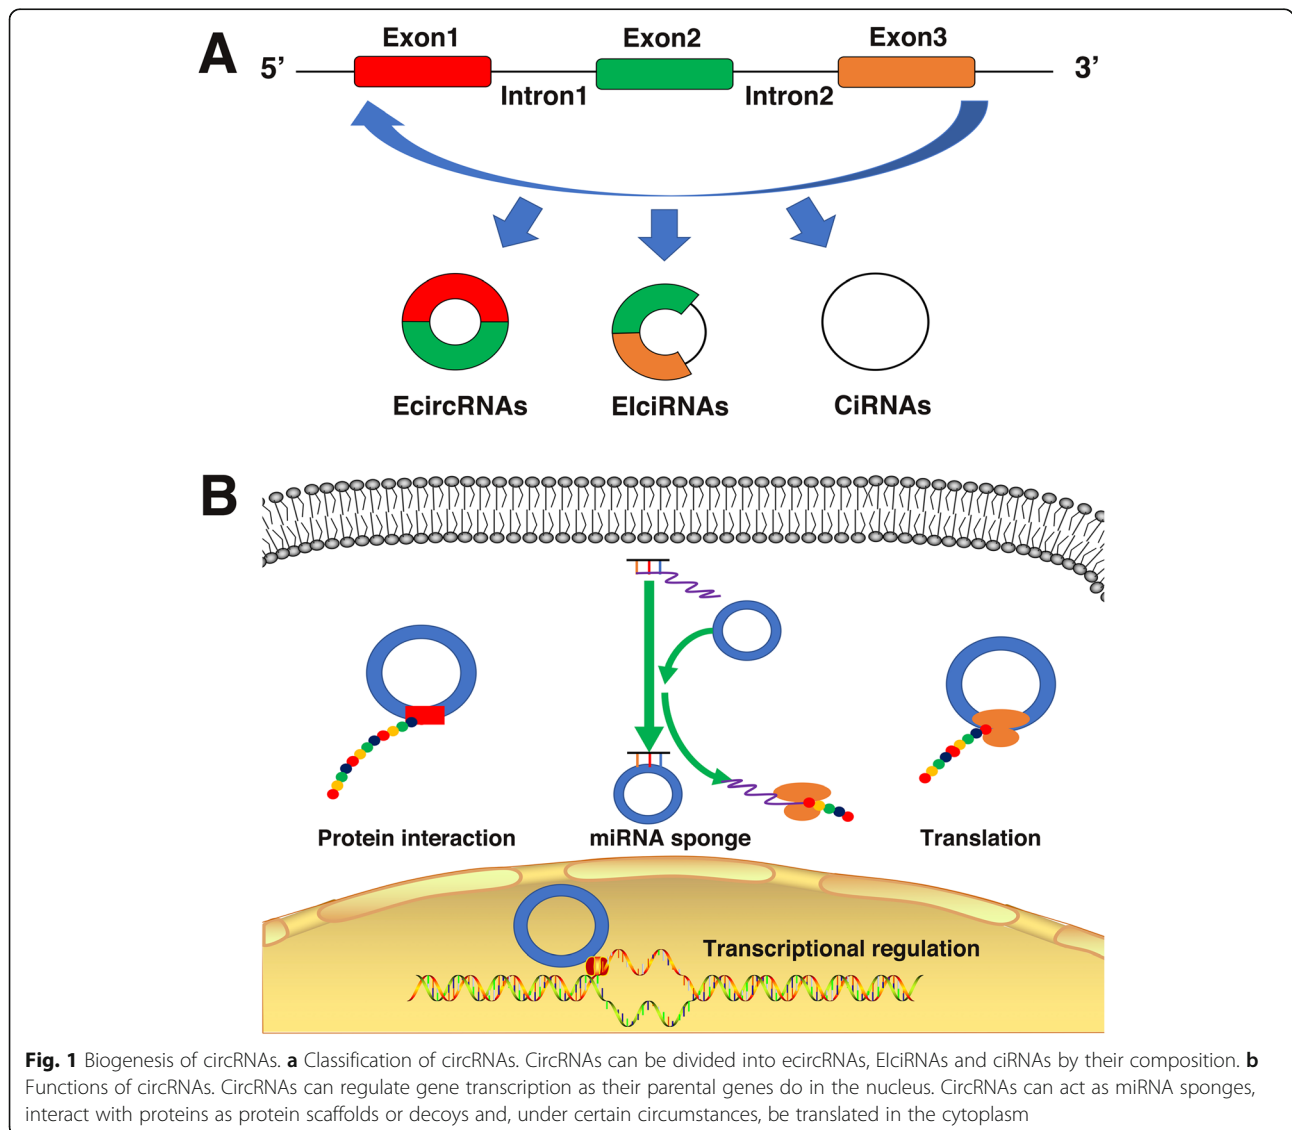 A
Exon1
Exon2
Exon3
5’
3’
Intron1
Intron2
EcircRNAs
EIciRNAs
CiRNAs
B
Protein interaction
miRNA sponge
Translation
Transcriptional regulation
Fig. 1 Biogenesis of circRNAs. a Classification of circRNAs. CircRNAs can be divided into ecircRNAs, EIciRNAs and ciRNAs by their composition. b
Functions of circRNAs. CircRNAs can regulate gene transcription as their parental genes do in the nucleus. CircRNAs can act as miRNA sponges,
interact with proteins as protein scaffolds or decoys and, under certain circumstances, be translated in the cytoplasm